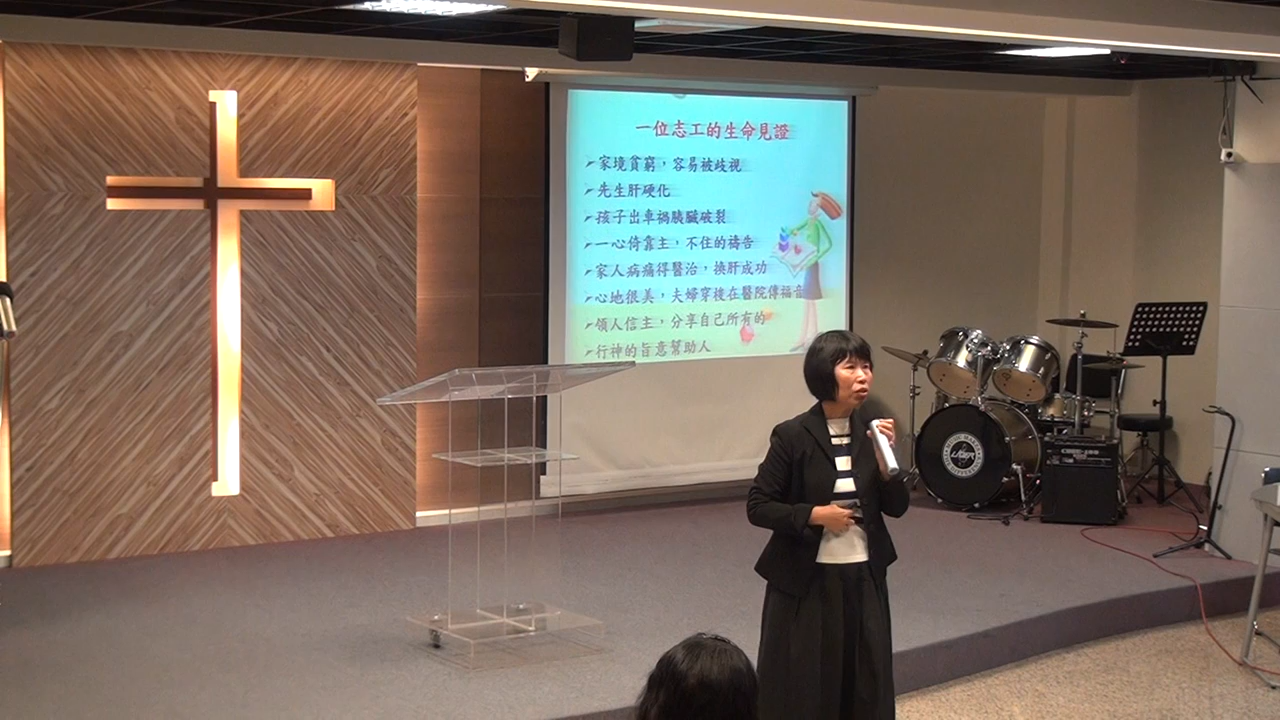 一位志工的生命見證
➢家境貧窮，容易被歧視
➢先生肝硬化
➢孩子出車禍胰臟破裂
➢一心倚靠主，不住的禱告
➢家人病痛得醫治，換肝成功
➢心地很美，夫婦穿梭在醫院傳福音
➢領人信主，分享自己所有的
➢行神的旨意幫助人